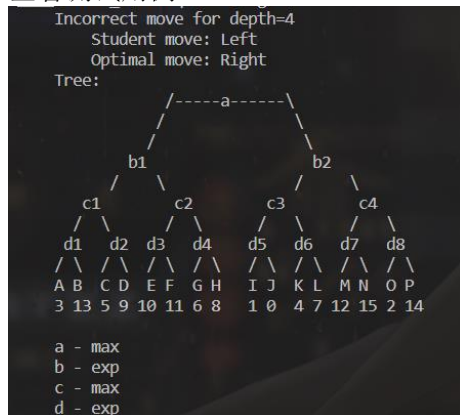 Incorrect move for depth=4
Student move: Left
Optimal move: Right
Tree:
/-----a------\
/ \
/ \
b1 b2
/ \ / \
c1 c2 c3 c4
/ \ / \ / \ / \
d1 d2 d3 d4 d5 d6 d7 d8
/ \ / \ / \ / \ / \ / \ / \ / \
A B C D E F G H I J K L M N O P
3 13 5 9 10 11 6 8 1 0 4 7 12 15 2 14
a - max
b - exp
c - max
d - exp